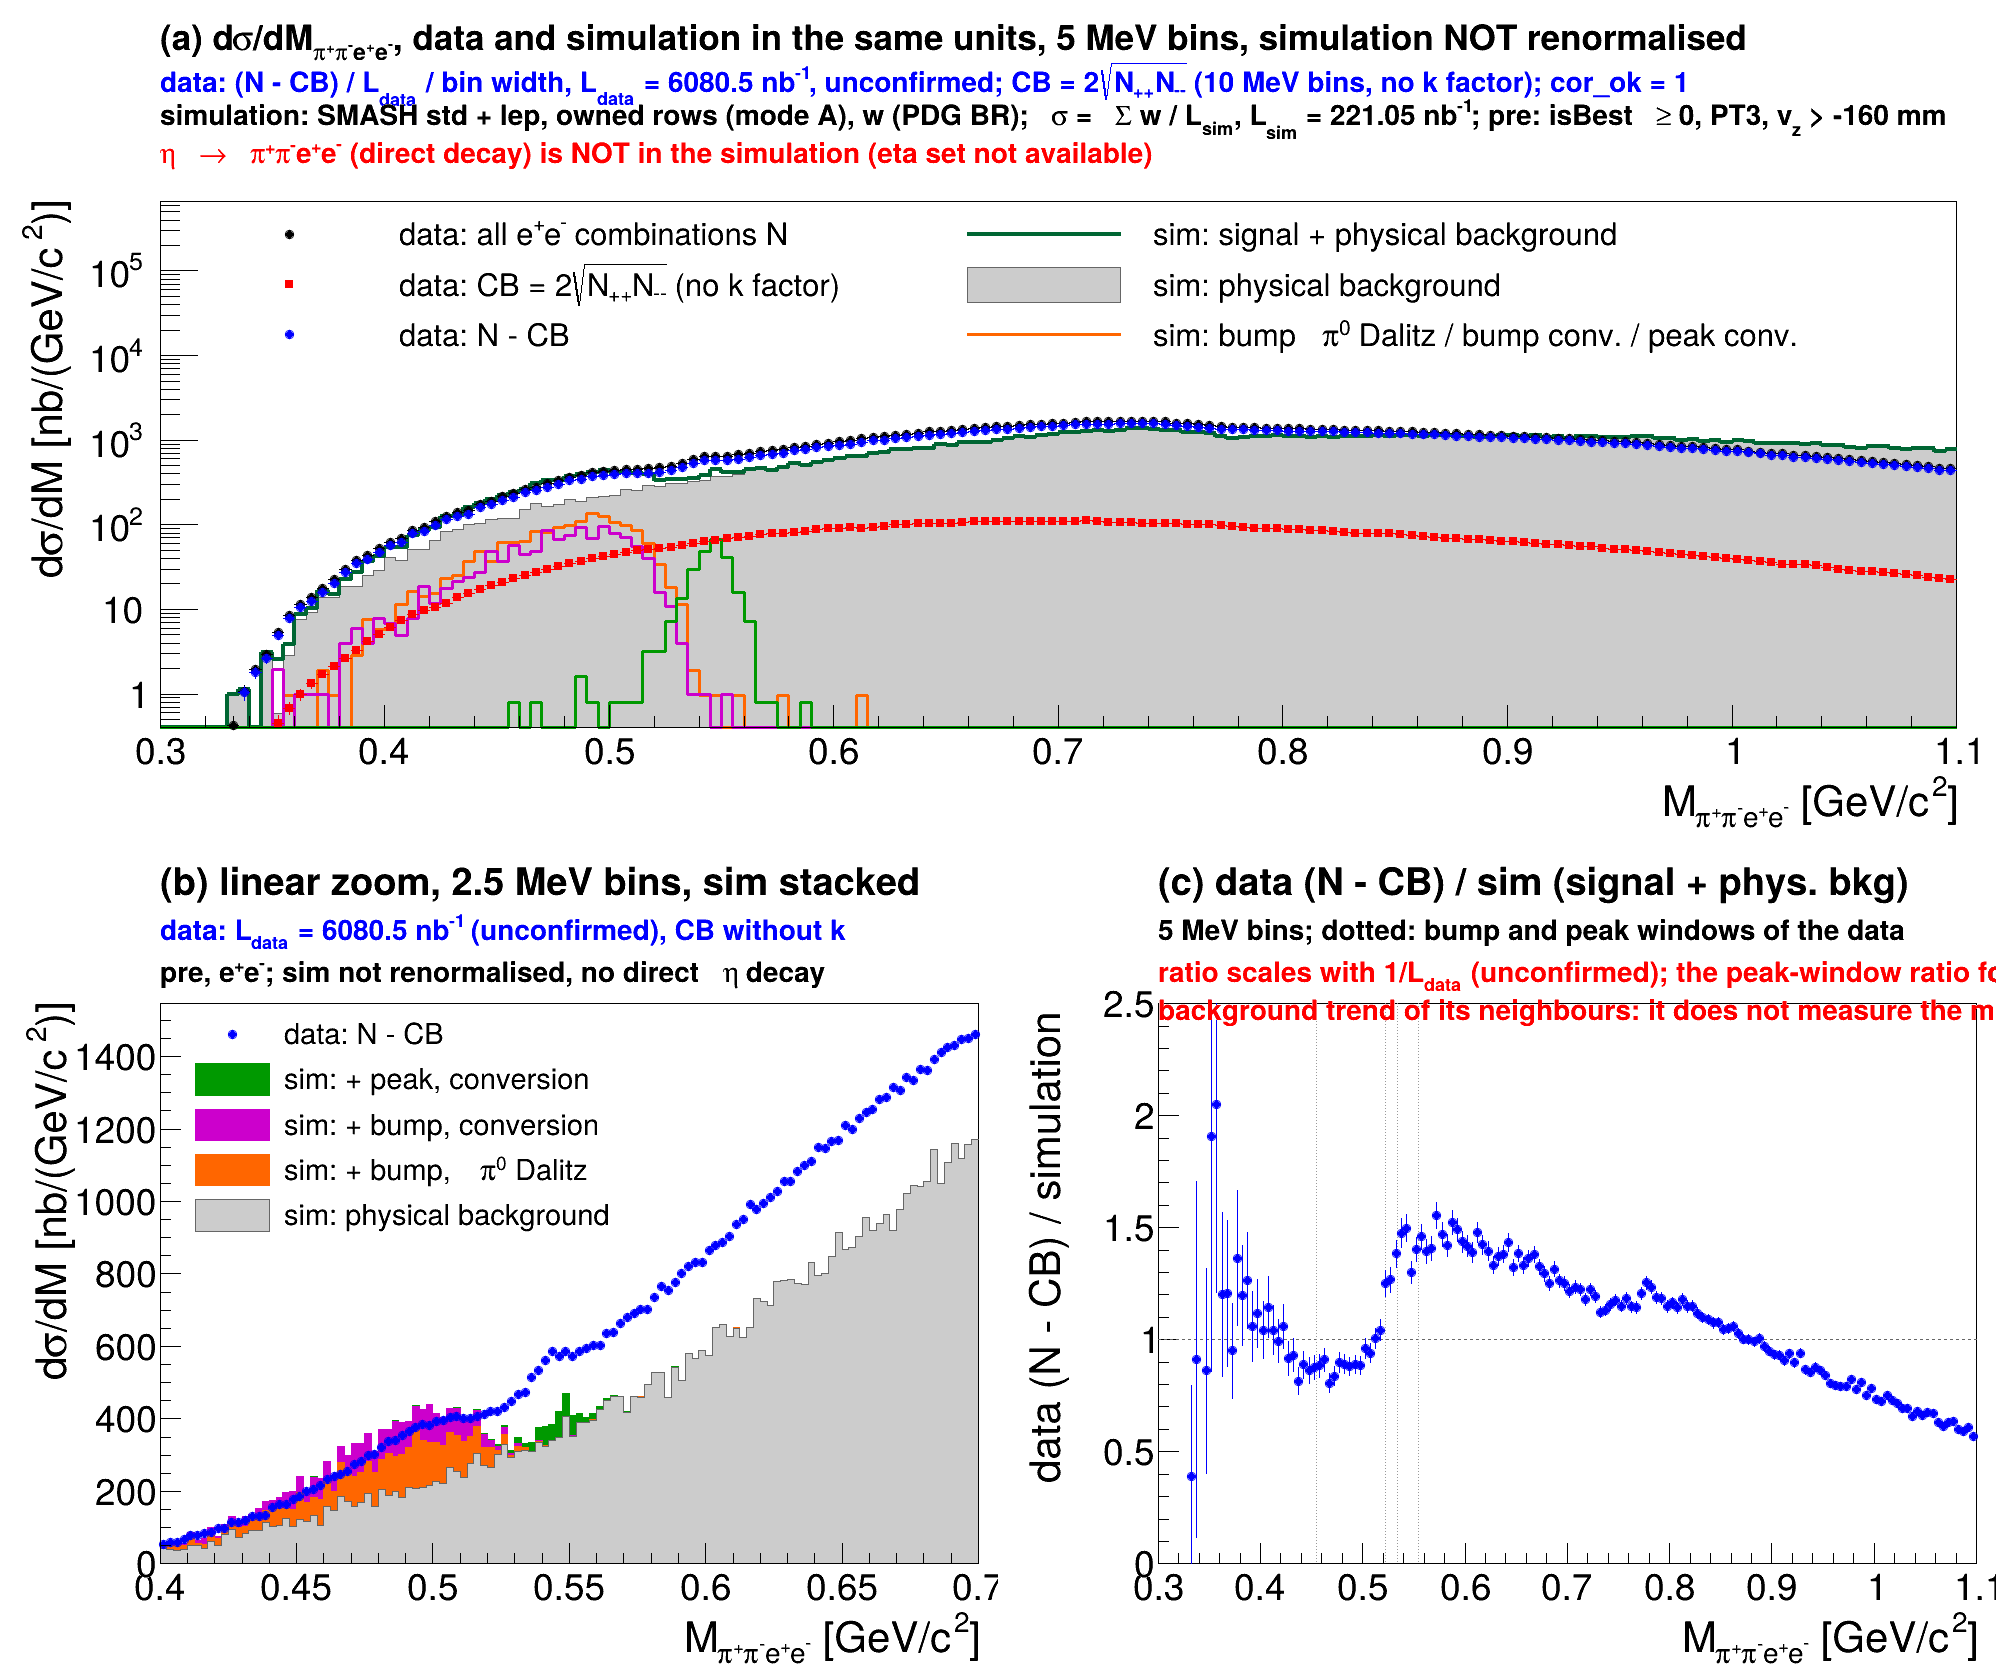 (a) dσ/dMπ+π-e+e-, data and simulation in the same units, 5 MeV bins, simulation NOT renormalised
data: (N - CB) / Ldata / bin width, Ldata = 6080.5 nb-1, unconfirmed; CB = 2√N++N-- (10 MeV bins, no k factor); cor_ok = 1
simulation: SMASH std + lep, owned rows (mode A), w (PDG BR); σ = Σ w / Lsim, Lsim = 221.05 nb-1; pre: isBest ≥ 0, PT3, vz > -160 mm
η → π+π-e+e- (direct decay) is NOT in the simulation (eta set not available)
dσ/dM [nb/(GeV/c2)]
data: all e+e- combinations N
data: CB = 2√N++N-- (no k factor)
data: N - CB
sim: signal + physical background
sim: physical background
sim: bump π0 Dalitz / bump conv. / peak conv.
105
104
103
102
10
1
0.3 0.4 0.5 0.6 0.7 0.8 0.9 1 1.1
Mπ+π-e+e- [GeV/c2]
(b) linear zoom, 2.5 MeV bins, sim stacked
data: Ldata = 6080.5 nb-1 (unconfirmed), CB without k
pre, e+e-; sim not renormalised, no direct η decay
dσ/dM [nb/(GeV/c2)]
data: N - CB
sim: + peak, conversion
sim: + bump, conversion
sim: + bump, π0 Dalitz
sim: physical background
1400
1200
1000
800
600
400
200
0
0.4 0.45 0.5 0.55 0.6 0.65 0.7
Mπ+π-e+e- [GeV/c2]
(c) data (N - CB) / sim (signal + phys. bkg)
5 MeV bins; dotted: bump and peak windows of the data
ratio scales with 1/Ldata (unconfirmed); the peak-window ratio fo
background trend of its neighbours: it does not measure the m
data (N - CB) / simulation
2.5
2
1.5
1
0.5
0
0.3 0.4 0.5 0.6 0.7 0.8 0.9 1 1.1
Mπ+π-e+e- [GeV/c2]